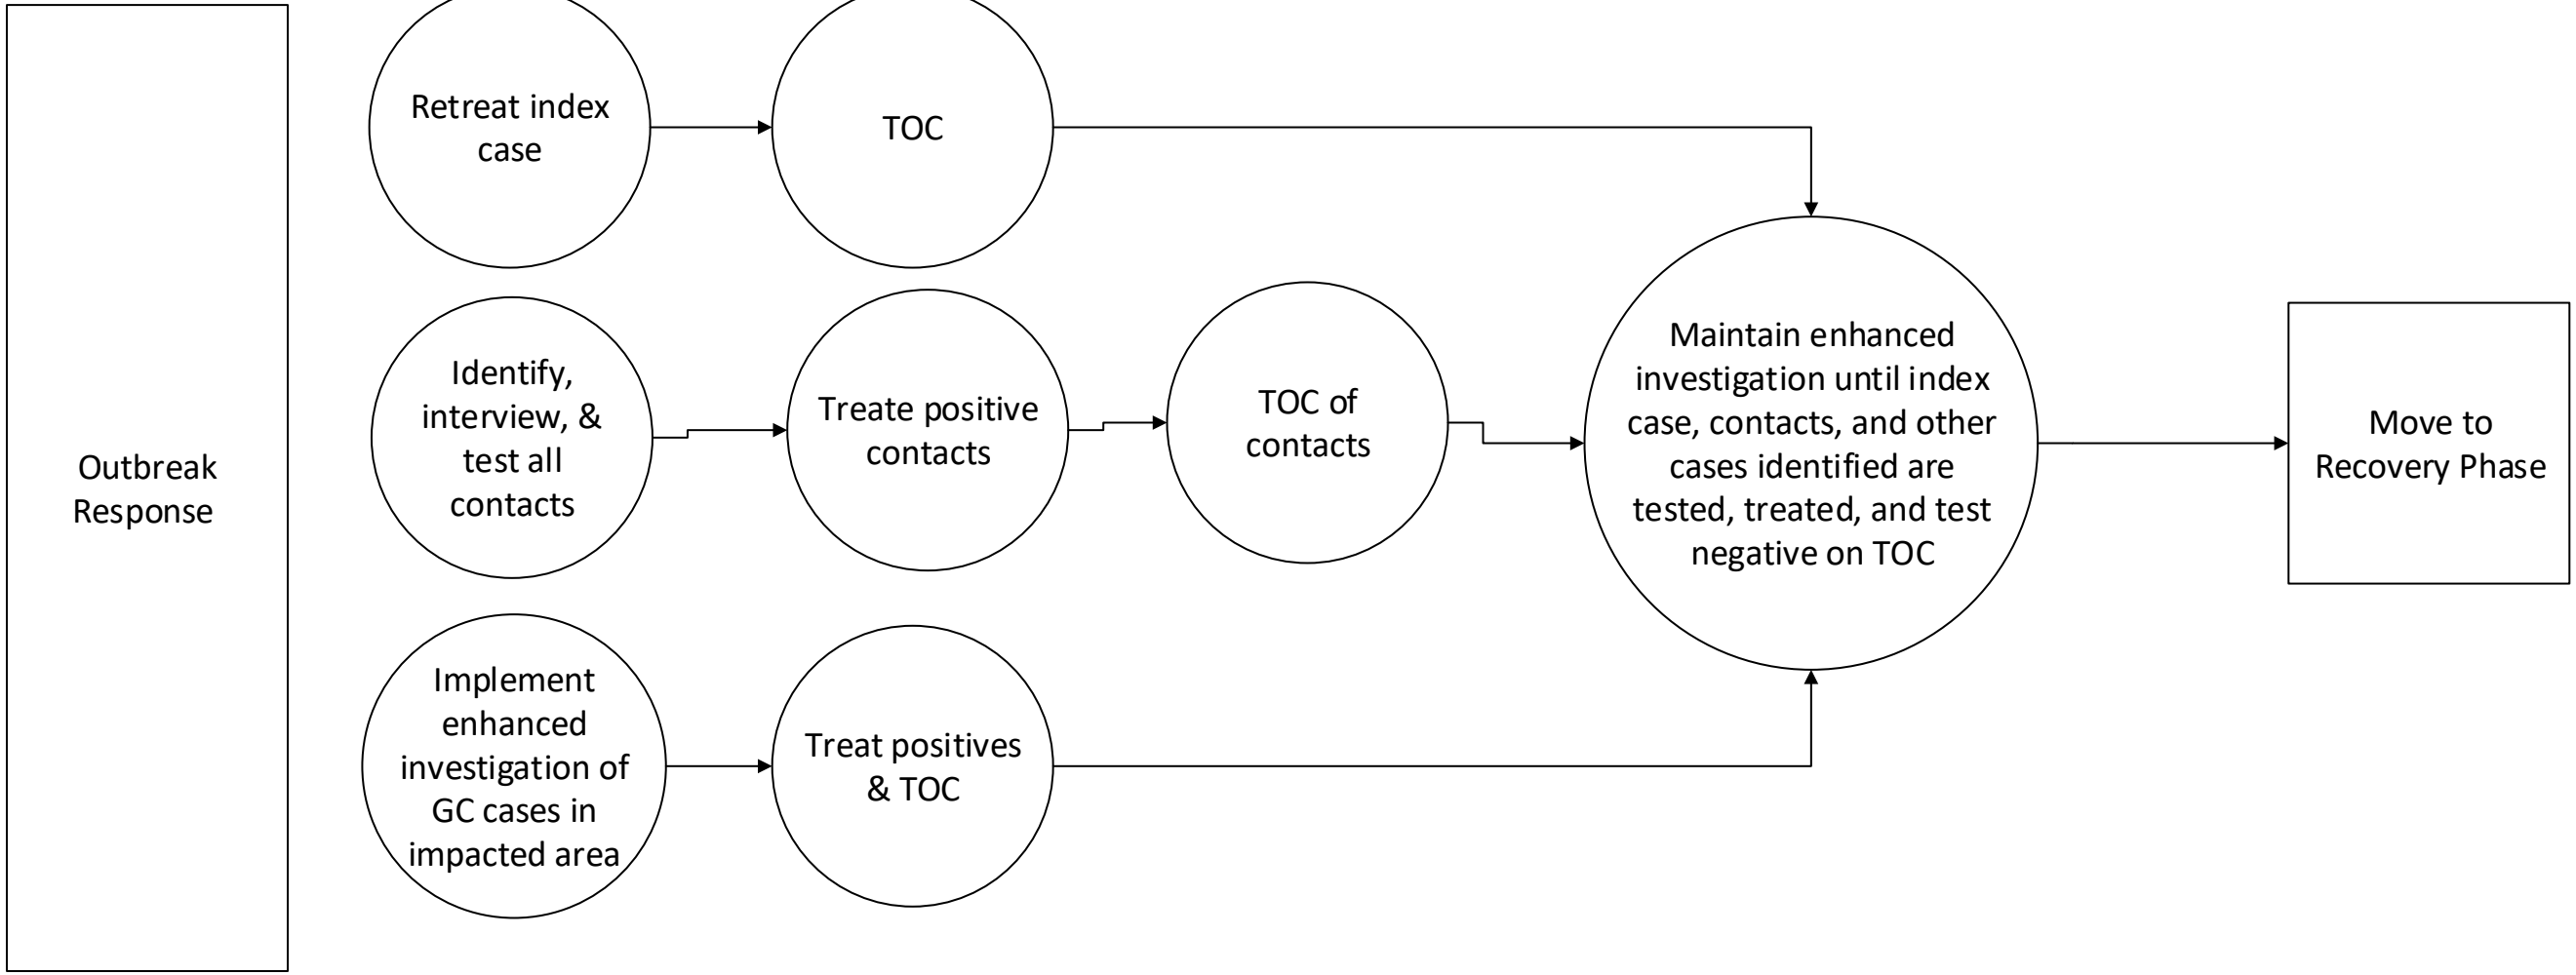 Outbreak
Response
Retreat index
case
TOC
Identify,
interview, &
test all
contacts
Treate positive
contacts
TOC of
contacts
Implement
enhanced
investigation of
GC cases in
impacted area
Treat positives
& TOC
Maintain enhanced
investigation until index
case, contacts, and other
cases identified are
tested, treated, and test
negative on TOC
Move to
Recovery Phase